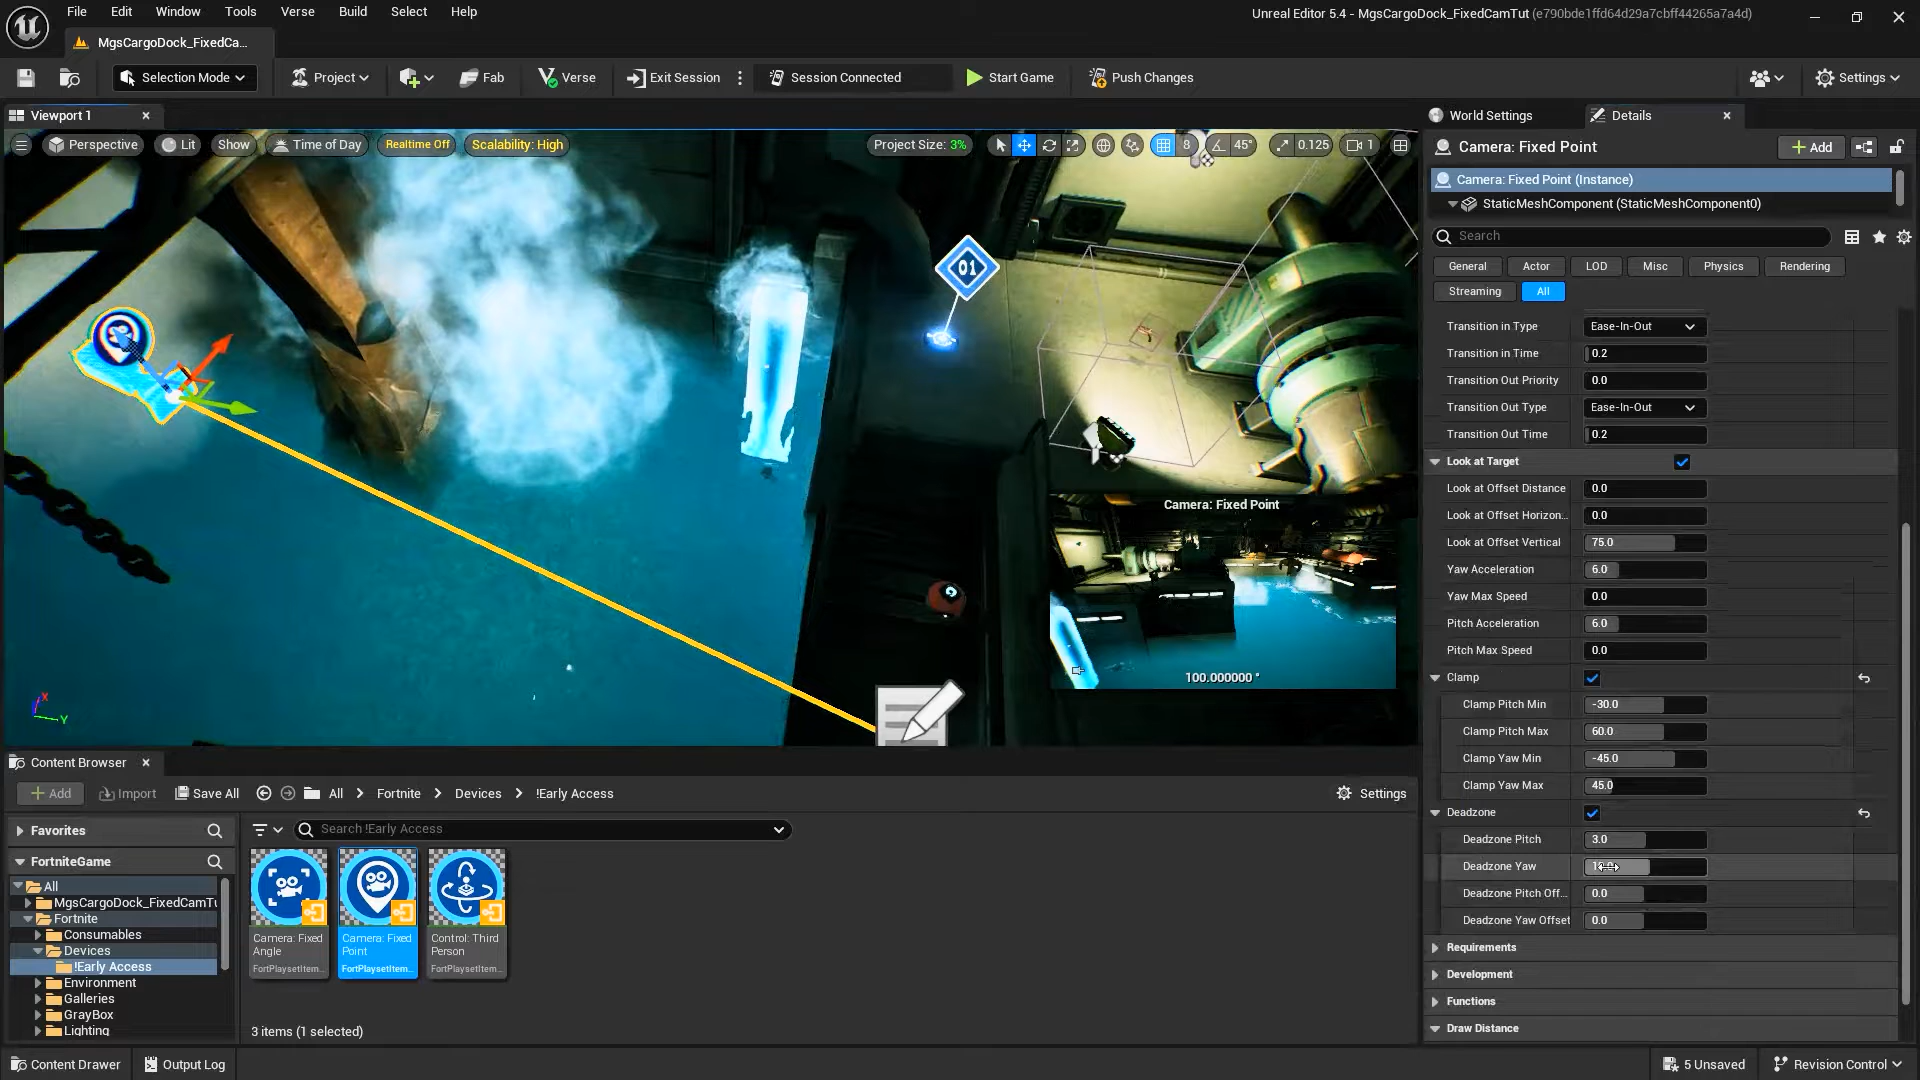 File Edit Window Tools Verse Build Select Help
Unreal Editor 5.4 - MgsCargoDock_FixedCamTut (e790bde1ffd64d29a7cbff44265a7a4d)
MgsCargoDock_FixedCa...
Selection Mode Project Fab Verse Exit Session Session Connected Start Game Push Changes Settings
Viewport 1
World Settings Details
Perspective Lit Show Time of Day Realtime Off Scalability: High Project Size: 3% 8 45° 0.125 1
Camera: Fixed Point
Add
Camera: Fixed Point (Instance)
StaticMeshComponent (StaticMeshComponent0)
Search
General Actor LOD Misc Physics Rendering
Streaming All
01
Transition in Type Ease-In-Out
Transition in Time 0.2
Transition Out Priority 0.0
Transition Out Type Ease-In-Out
Transition Out Time 0.2
Look at Target
Look at Offset Distance 0.0
Look at Offset Horizon... 0.0
Look at Offset Vertical 75.0
Yaw Acceleration 6.0
Yaw Max Speed 0.0
Pitch Acceleration 6.0
Pitch Max Speed 0.0
Clamp
Clamp Pitch Min -30.0
Clamp Pitch Max 60.0
Clamp Yaw Min -45.0
Clamp Yaw Max 45.0
Deadzone
Deadzone Pitch 3.0
Deadzone Yaw
Deadzone Pitch Off... 0.0
Deadzone Yaw Offset 0.0
Requirements
Development
Functions
Draw Distance
Camera: Fixed Point
100.000000 °
X
Y
Content Browser
Add Import Save All All Fortnite Devices !Early Access Settings
Favorites
Search !Early Access
FortniteGame
All
MgsCargoDock_FixedCamTu
Fortnite
Consumables
Devices
!Early Access
Environment
Galleries
GrayBox
Lighting
Camera: Fixed Angle
FortPlaysetItem...
Camera: Fixed Point
FortPlaysetItem...
Control: Third Person
FortPlaysetItem...
3 items (1 selected)
Content Drawer Output Log 5 Unsaved Revision Control